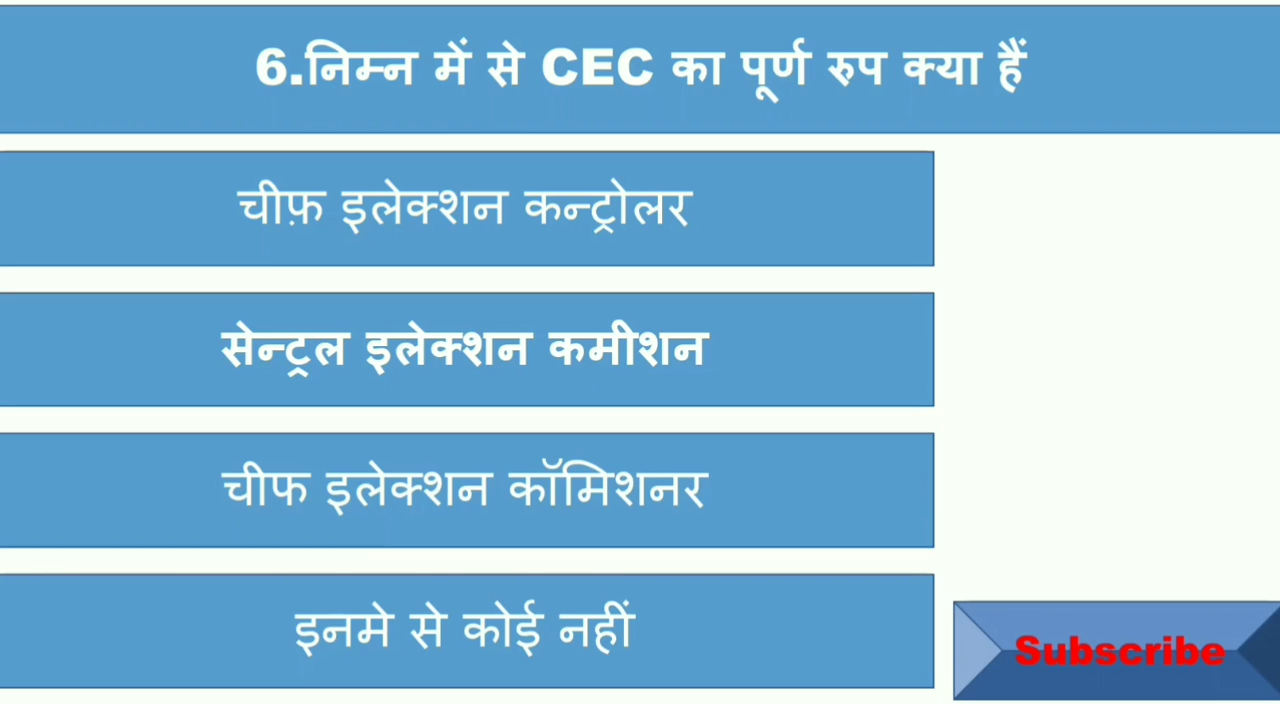 6.निम्न में से CEC का पूर्ण रुप क्या हैं
चीफ़ इलेक्शन कन्ट्रोलर
सेन्ट्रल इलेक्शन कमीशन
चीफ इलेक्शन कॉमिशनर
इनमे से कोई नहीं
Subscribe